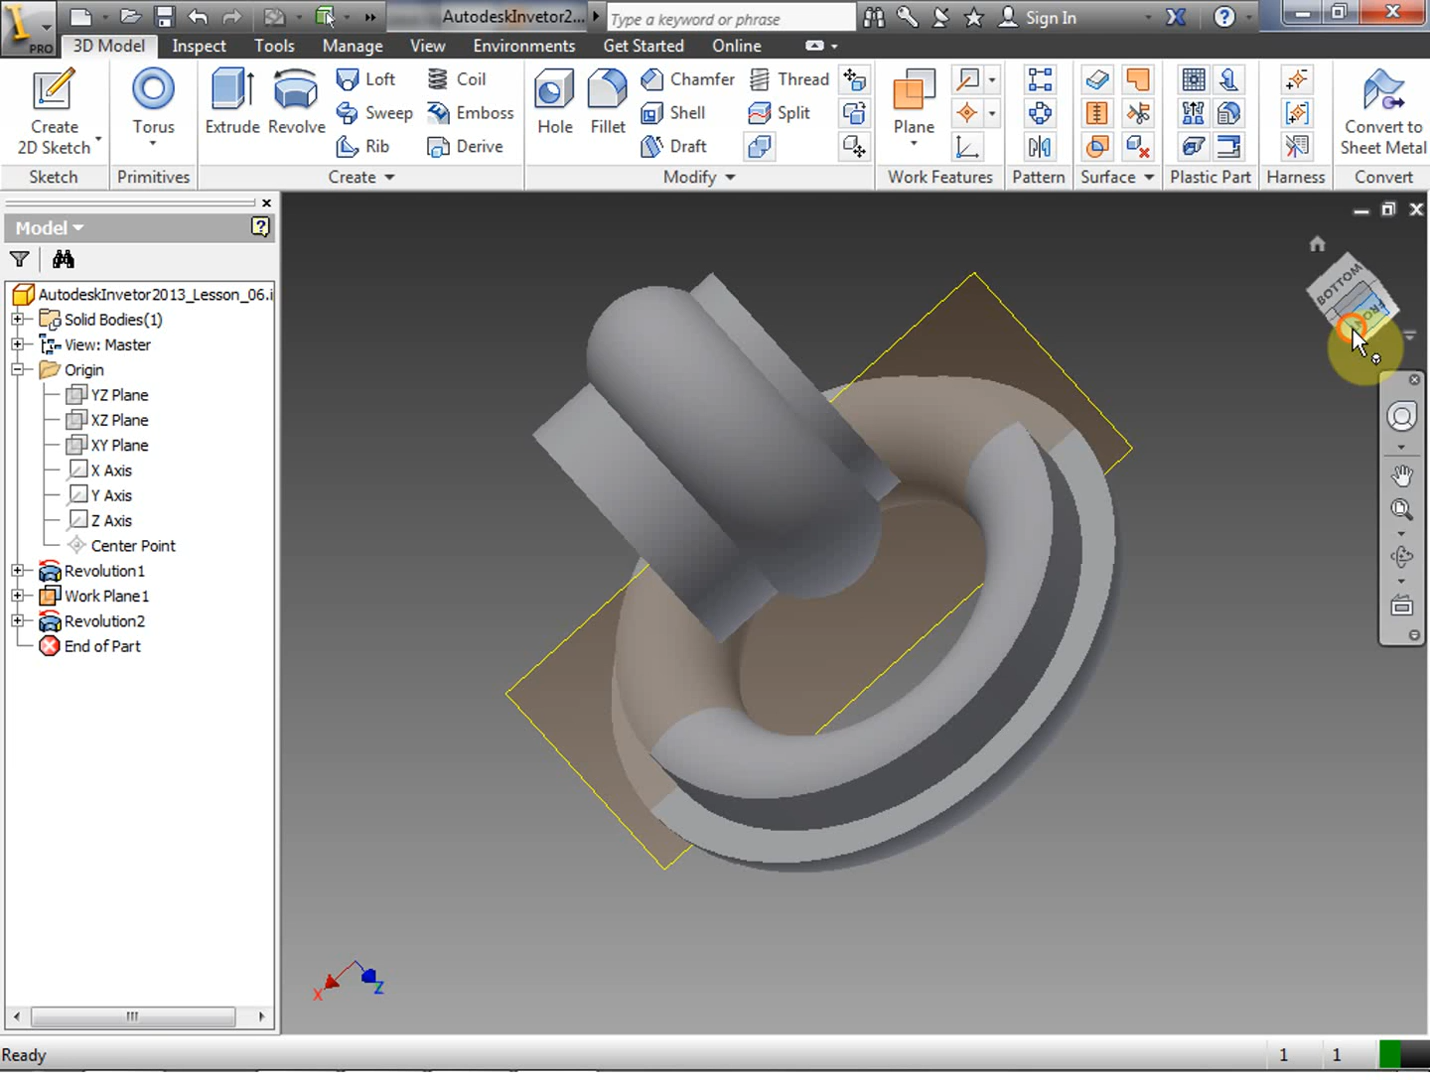 PRO
AutodeskInvetor2...
Type a keyword or phrase
Sign In
3D Model
Inspect
Tools
Manage
View
Environments
Get Started
Online
Create
2D Sketch
Torus
Extrude
Revolve
Loft
Sweep
Rib
Coil
Emboss
Derive
Hole
Fillet
Chamfer
Shell
Draft
Thread
Split
Plane
Convert to
Sheet Metal
Sketch
Primitives
Create
Modify
Work Features
Pattern
Surface
Plastic Part
Harness
Convert
Model
AutodeskInvetor2013_Lesson_06.i
Solid Bodies(1)
View: Master
Origin
YZ Plane
XZ Plane
XY Plane
X Axis
Y Axis
Z Axis
Center Point
Revolution1
Work Plane1
Revolution2
End of Part
BOTTOM
X
Z
Ready
1
1